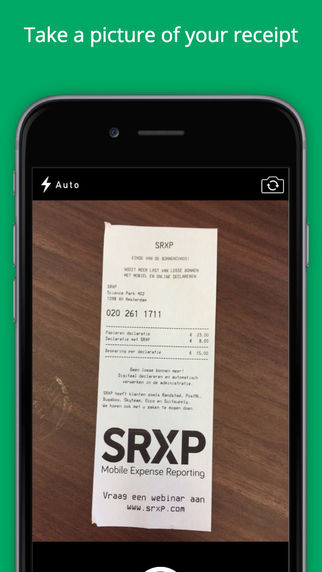 Take a picture of your receipt
Auto
SRXP
EINDE VAN DE BONNENCHAOS!
NOOIT MEER LAST VAN LOSSE BONNEN
MET MOBIEL EN ONLINE DECLAREREN
SRXP
Science Park 402
1098 XH Amsterdam
020 261 1711
Papieren declaratie € 23,00
Declaratie met SRXP € 8,00
Besparing per declaratie € 15,00
Geen losse bonnen meer!
Digitaal declareren en automatisch
verwerken in de administratie
SRXP heeft klanten zoals Randstad, PostNL,
Bugaboo, Skyteam, Ecco en
We horen ook met u zaken te mogen doen.
SRXP
Mobile Expense Reporting
Vraag een webinar aan
www.srxp.com